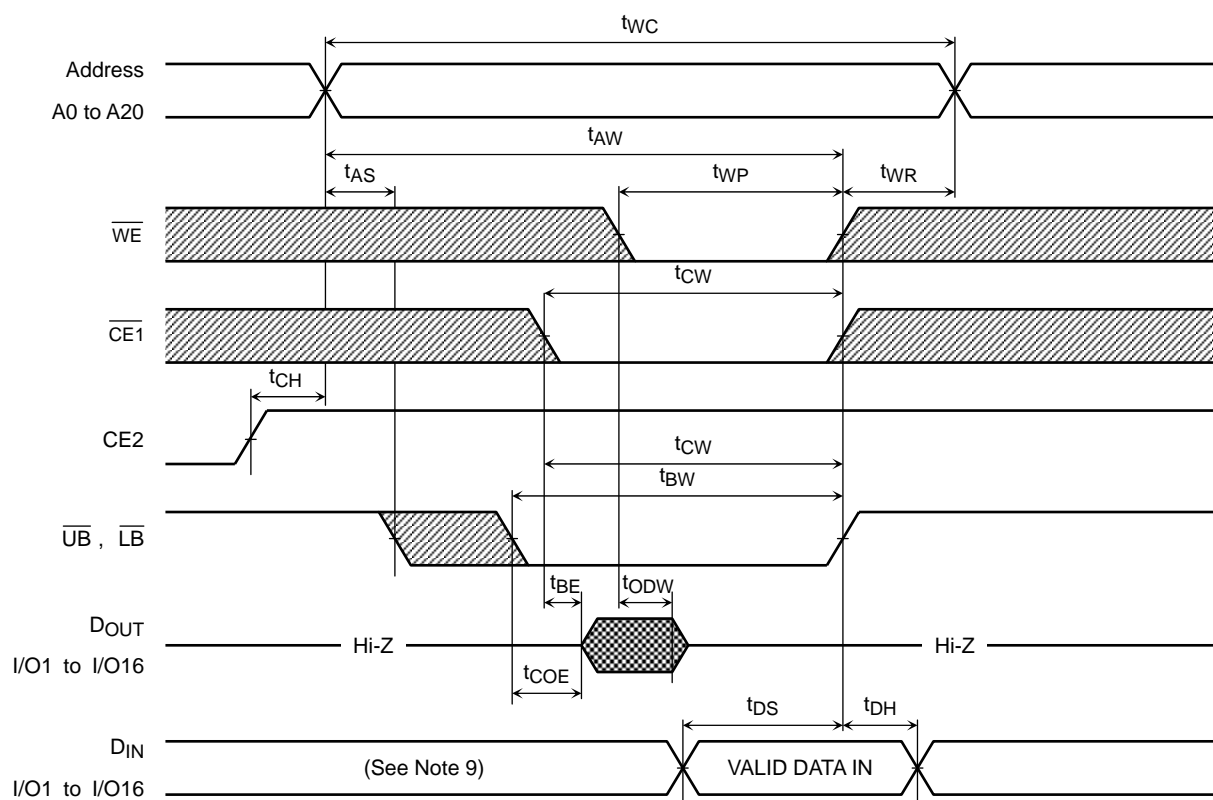 tWC
Address
A0 to A20
tAW
tAS
tWP
tWR
WE
tCW
CE1
tCH
CE2
tCW
tBW
UB , LB
tBE
tODW
DOUT
Hi-Z
Hi-Z
I/O1 to I/O16
tCOE
tDS
tDH
DIN
(See Note 9)
VALID DATA IN
I/O1 to I/O16